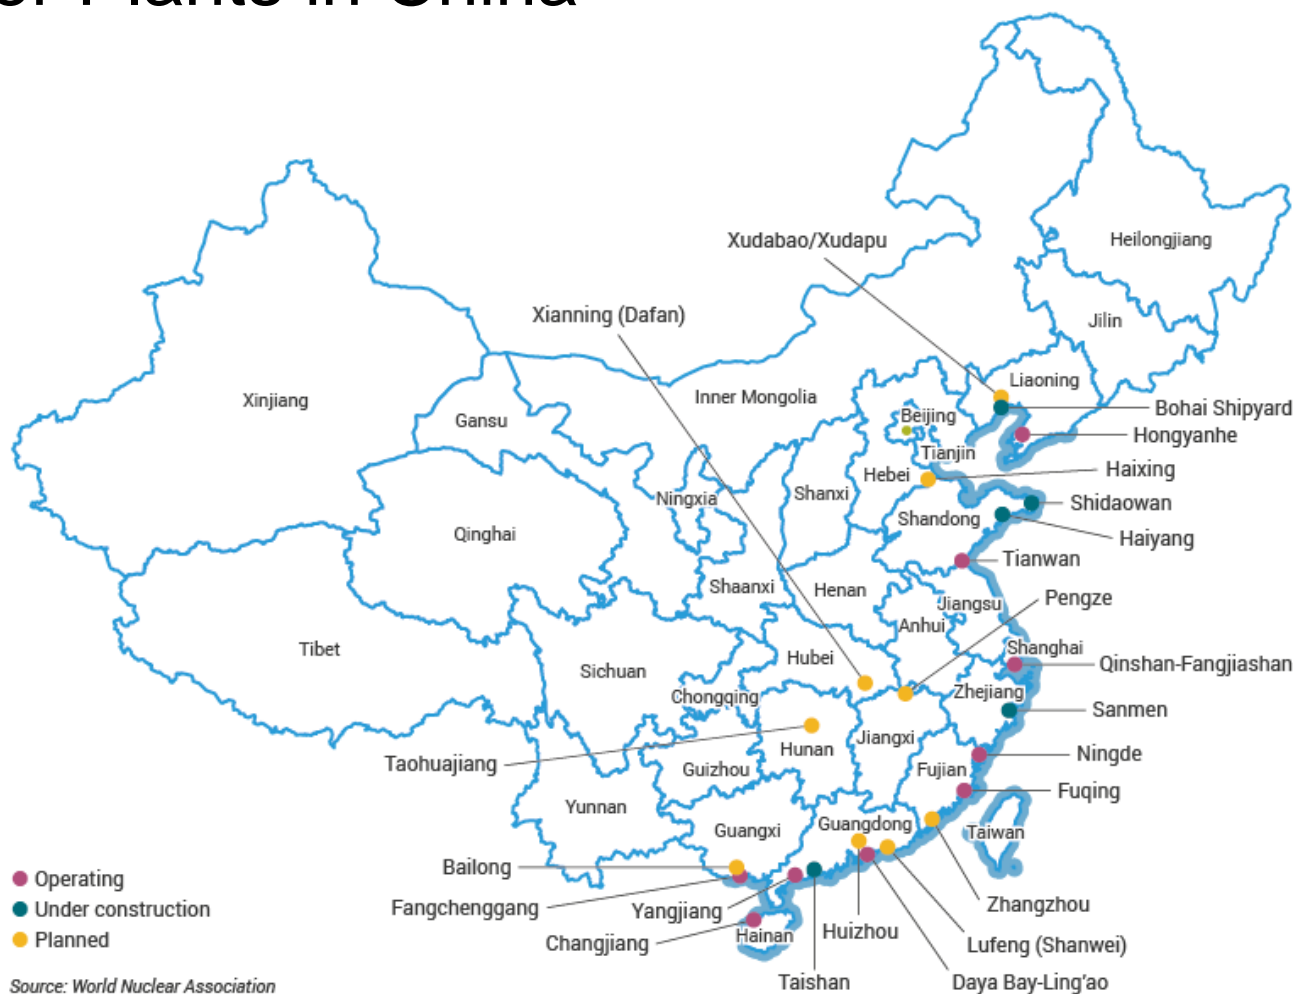 Plants in China
Heilongjiang
Xudabao/Xudapu
Xianning (Dafan)
Jilin
Liaoning
Inner Mongolia
Xinjiang
Gansu
Beijing
Bohai Shipyard
Hongyanhe
Tianjin
Haixing
Hebei
Shanxi
Ningxia
Shidaowan
Shandong
Qinghai
Haiyang
Tianwan
Shaanxi
Henan
Jiangsu
Pengze
Anhui
Tibet
Shanghai
Hubei
Qinshan-Fangjiashan
Sichuan
Zhejiang
Chongqing
Sanmen
Jiangxi
Hunan
Ningde
Taohuajiang
Guizhou
Fujian
Fuqing
Yunnan
Guangdong
Guangxi
Taiwan
Bailong
Operating
Fangchenggang
Under construction
Yangjiang
Zhangzhou
Planned
Changjiang
Hainan
Huizhou
Lufeng (Shanwei)
Taishan
Daya Bay-Ling'ao
Source: World Nuclear Association